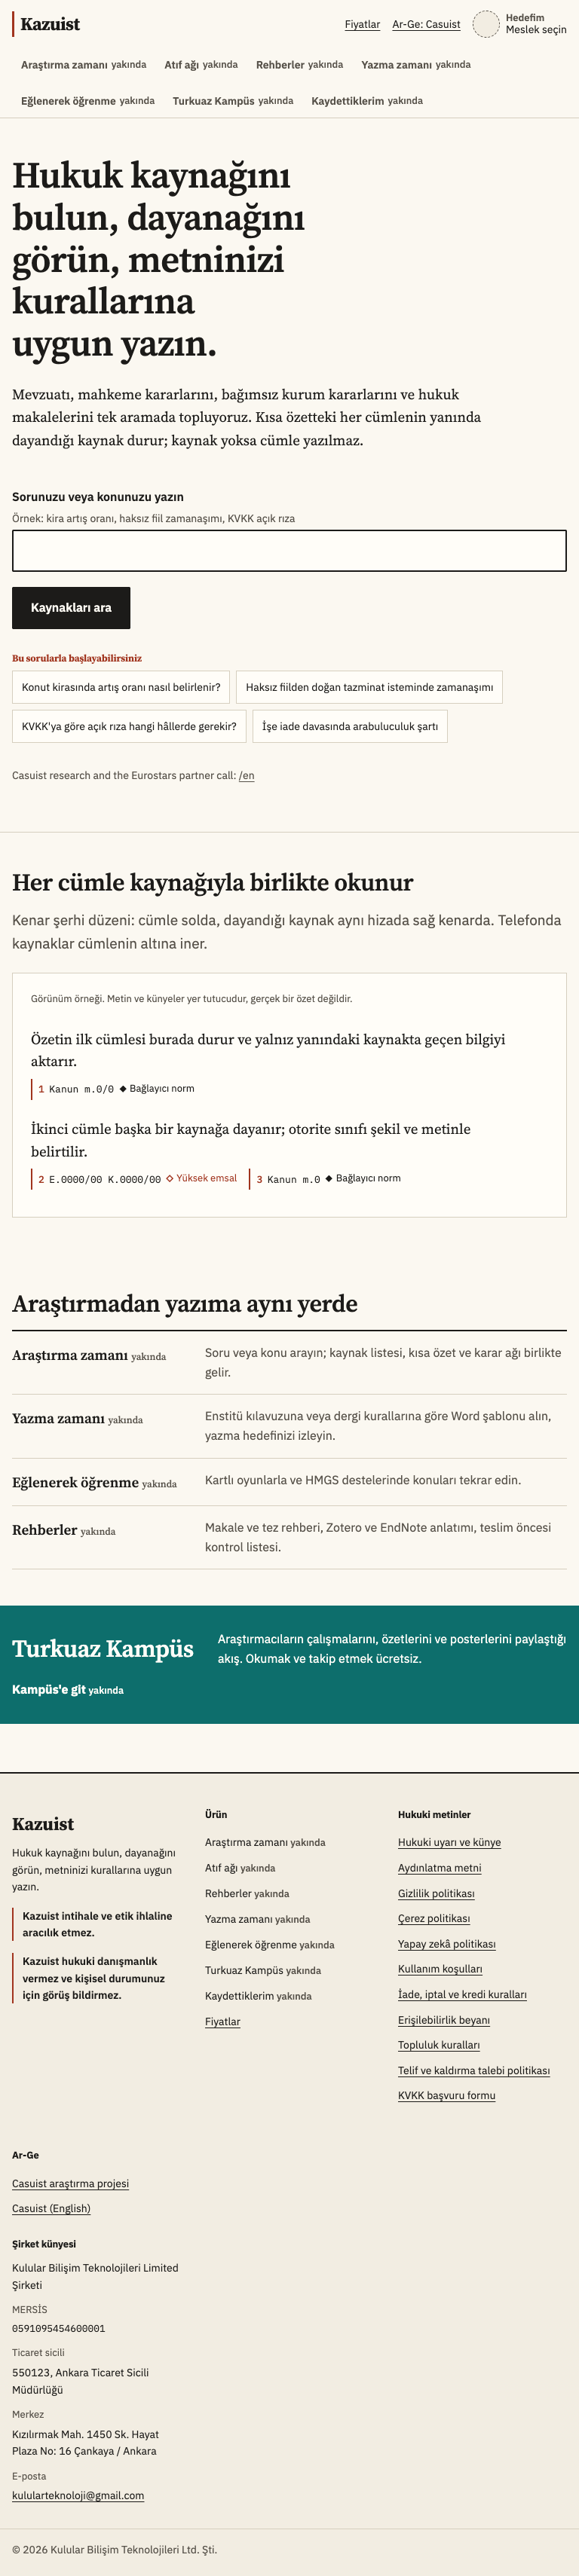 Kazuist
Fiyatlar
Ar-Ge: Casuist
Hedefim
Meslek seçin
Araştırma zamanı yakında
Atıf ağı yakında
Rehberler yakında
Yazma zamanı yakında
Eğlenerek öğrenme yakında
Turkuaz Kampüs yakında
Kaydettiklerim yakında
Hukuk kaynağını
bulun, dayanağını
görün, metninizi
kurallarına
uygun yazın.
Mevzuatı, mahkeme kararlarını, bağımsız kurum kararlarını ve hukuk
makalelerini tek aramada topluyoruz. Kısa özetteki her cümlenin yanında
dayandığı kaynak durur; kaynak yoksa cümle yazılmaz.
Sorunuzu veya konunuzu yazın
Örnek: kira artış oranı, haksız fiil zamanaşımı, KVKK açık rıza
Kaynakları ara
Bu sorularla başlayabilirsiniz
Konut kirasında artış oranı nasıl belirlenir?
Haksız fiilden doğan tazminat isteminde zamanaşımı
KVKK'ya göre açık rıza hangi hâllerde gerekir?
İşe iade davasında arabuluculuk şartı
Casuist research and the Eurostars partner call: /en
Her cümle kaynağıyla birlikte okunur
Kenar şerhi düzeni: cümle solda, dayandığı kaynak aynı hizada sağ kenarda. Telefonda
kaynaklar cümlenin altına iner.
Görünüm örneği. Metin ve künyeler yer tutucudur, gerçek bir özet değildir.
Özetin ilk cümlesi burada durur ve yalnız yanındaki kaynakta geçen bilgiyi
aktarır.
1 Kanun m.0/0 ◆ Bağlayıcı norm
İkinci cümle başka bir kaynağa dayanır; otorite sınıfı şekil ve metinle
belirtilir.
2 E.0000/00 K.0000/00 ◇ Yüksek emsal
3 Kanun m.0 ◆ Bağlayıcı norm
Araştırmadan yazıma aynı yerde
Araştırma zamanı yakında
Soru veya konu arayın; kaynak listesi, kısa özet ve karar ağı birlikte
gelir.
Yazma zamanı yakında
Enstitü kılavuzuna veya dergi kurallarına göre Word şablonu alın,
yazma hedefinizi izleyin.
Eğlenerek öğrenme yakında
Kartlı oyunlarla ve HMGS destelerinde konuları tekrar edin.
Rehberler yakında
Makale ve tez rehberi, Zotero ve EndNote anlatımı, teslim öncesi
kontrol listesi.
Turkuaz Kampüs
Araştırmacıların çalışmalarını, özetlerini ve posterlerini paylaştığı
akış. Okumak ve takip etmek ücretsiz.
Kampüs'e git yakında
Kazuist
Hukuk kaynağını bulun, dayanağını
görün, metninizi kurallarına uygun
yazın.
Kazuist intihale ve etik ihlaline
aracılık etmez.
Kazuist hukuki danışmanlık
vermez ve kişisel durumunuz
için görüş bildirmez.
Ürün
Araştırma zamanı yakında
Atıf ağı yakında
Rehberler yakında
Yazma zamanı yakında
Eğlenerek öğrenme yakında
Turkuaz Kampüs yakında
Kaydettiklerim yakında
Fiyatlar
Hukuki metinler
Hukuki uyarı ve künye
Aydınlatma metni
Gizlilik politikası
Çerez politikası
Yapay zekâ politikası
Kullanım koşulları
İade, iptal ve kredi kuralları
Erişilebilirlik beyanı
Topluluk kuralları
Telif ve kaldırma talebi politikası
KVKK başvuru formu
Ar-Ge
Casuist araştırma projesi
Casuist (English)
Şirket künyesi
Kulular Bilişim Teknolojileri Limited
Şirketi
MERSİS
0591095454600001
Ticaret sicili
550123, Ankara Ticaret Sicili
Müdürlüğü
Merkez
Kızılırmak Mah. 1450 Sk. Hayat
Plaza No: 16 Çankaya / Ankara
E-posta
kulularteknoloji@gmail.com
© 2026 Kulular Bilişim Teknolojileri Ltd. Şti.